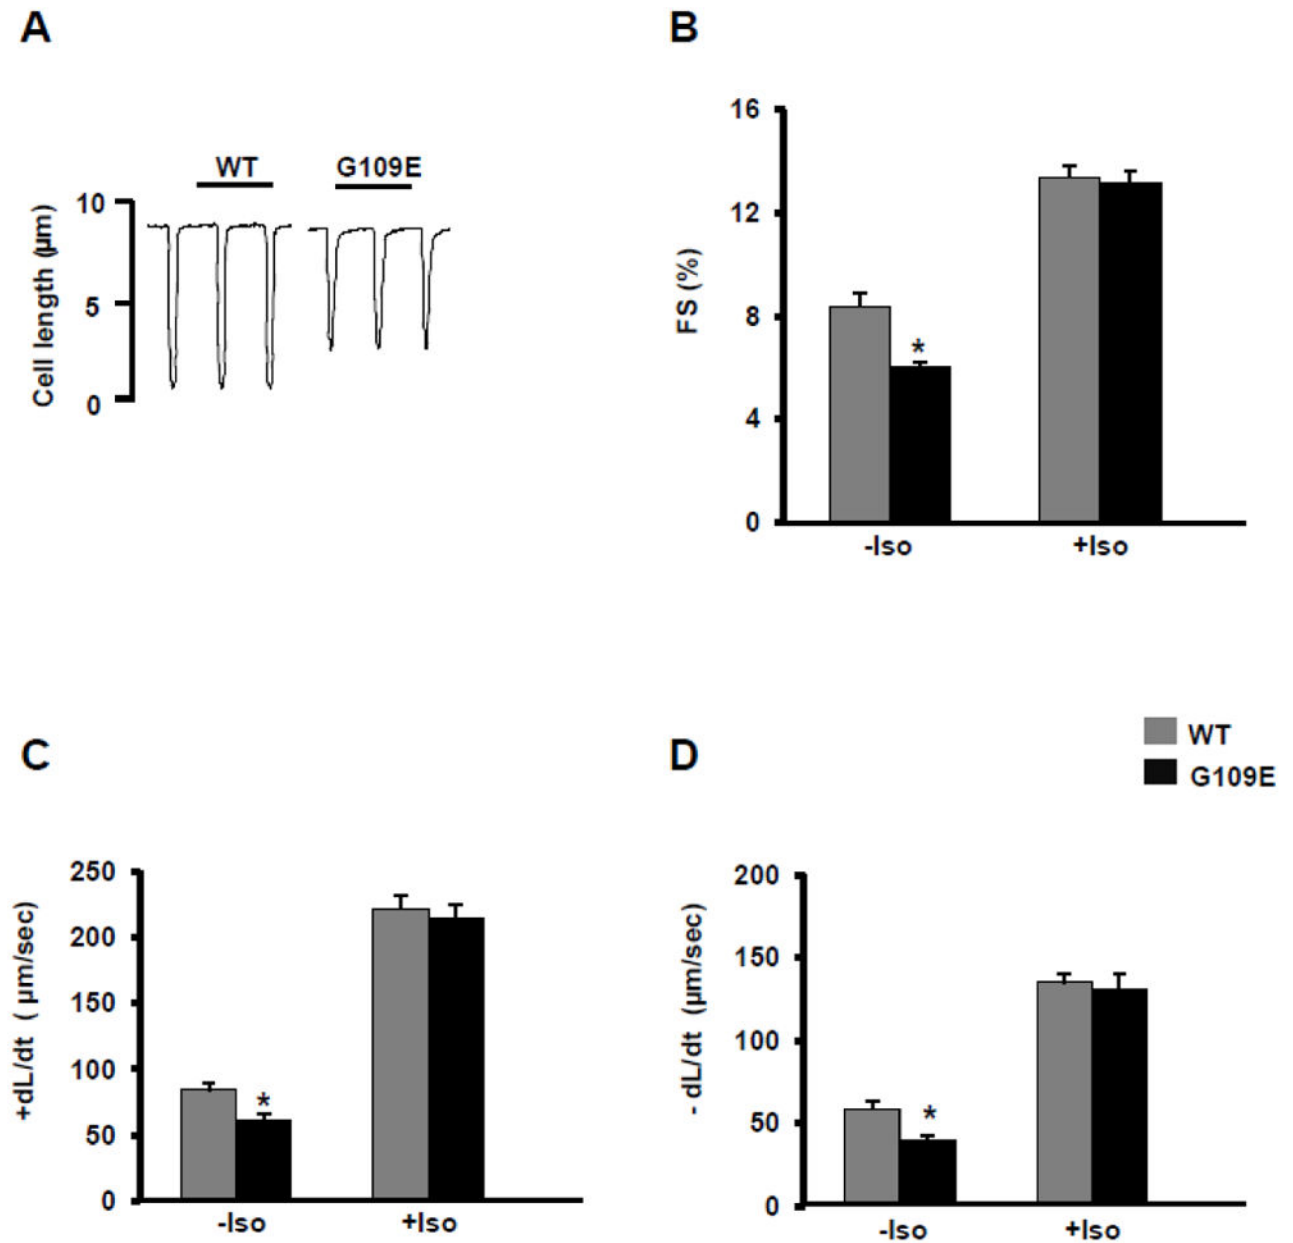 A
WT
G109E
10
5
0
Cell length (µm)
B
16
12
8
4
0
FS (%)
*
-Iso
+Iso
C
250
200
150
100
50
0
+dL/dt ( µm/sec)
*
-Iso
+Iso
D
WT
G109E
200
150
100
50
0
- dL/dt (µm/sec)
*
-Iso
+Iso